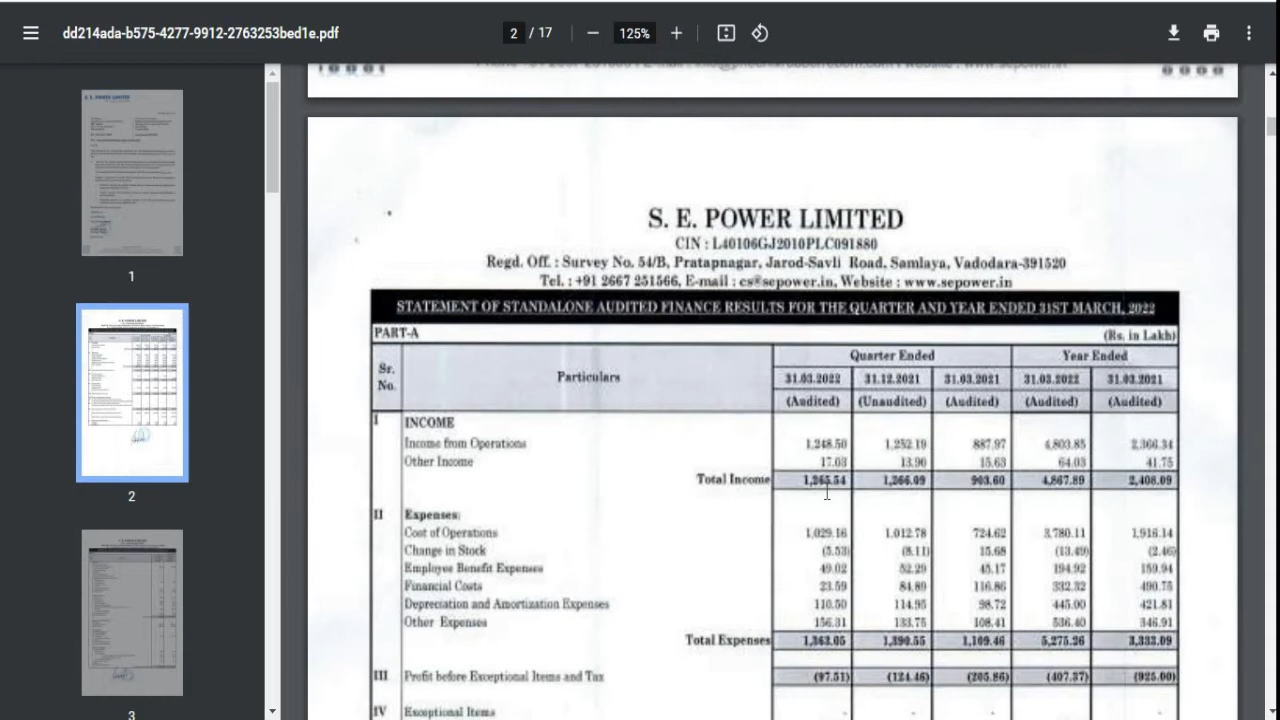 dd214ada-b575-4277-9912-2763253bed1e.pdf
2 / 17
125%
S. E. POWER LIMITED
CIN : L40106GJ2010PLC091880
Regd. Off. : Survey No. 54/B, Pratapnagar, Jarod-Savli Road, Samlaya, Vadodara-391520
Tel. : +91 2667 251566, E-mail : cs@sepower.in, Website : www.sepower.in
STATEMENT OF STANDALONE AUDITED FINANCE RESULTS FOR THE QUARTER AND YEAR ENDED 31ST MARCH, 2022
PART-A (Rs. in Lakh)
Sr. No. Particulars Quarter Ended Year Ended
31.03.2022 31.12.2021 31.03.2021 31.03.2022 31.03.2021
(Audited) (Unaudited) (Audited) (Audited) (Audited)
I INCOME
Income from Operations 1,248.50 1,252.19 887.97 4,803.85 2,366.34
Other Income 17.03 13.90 15.63 64.03 41.75
Total Income 1,265.54 1,266.09 903.60 4,867.89 2,408.09
II Expenses:
Cost of Operations 1,029.16 1,012.78 724.62 3,780.11 1,916.14
Change in Stock (5.53) (8.11) 15.68 (13.49) (2.46)
Employee Benefit Expenses 49.02 52.29 45.17 194.92 159.94
Financial Costs 23.59 84.89 116.86 332.32 490.75
Depreciation and Amortization Expenses 110.50 114.95 98.72 445.00 421.81
Other Expenses 156.31 133.75 108.41 536.40 346.91
Total Expenses 1,363.05 1,390.55 1,109.46 5,275.26 3,333.09
III Profit before Exceptional Items and Tax (97.51) (124.46) (205.86) (407.37) (925.00)
IV Exceptional Items - - - - -
1
2
3